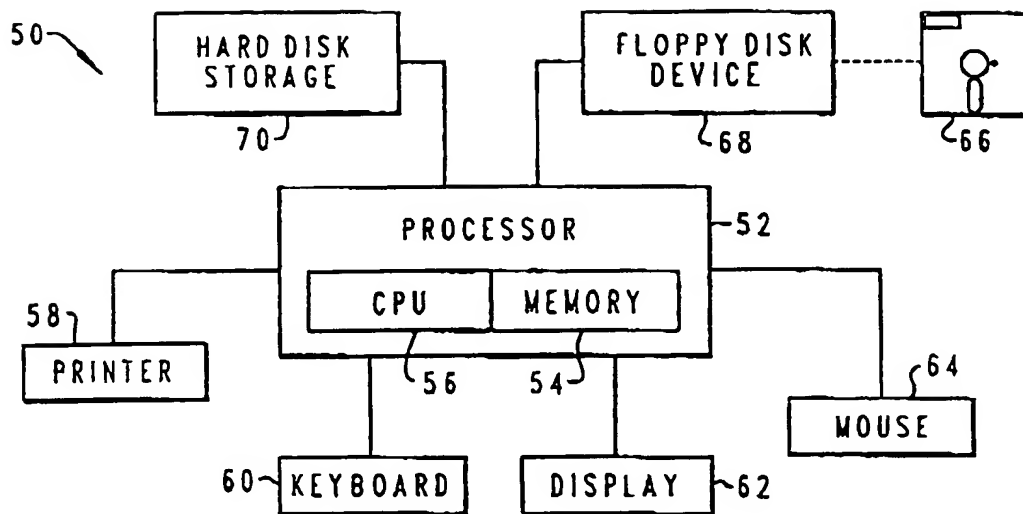 50
HARD DISK
STORAGE
70
FLOPPY DISK
DEVICE
68
66
PROCESSOR
52
CPU
MEMORY
56
54
58
PRINTER
64
MOUSE
60
KEYBOARD
DISPLAY
62